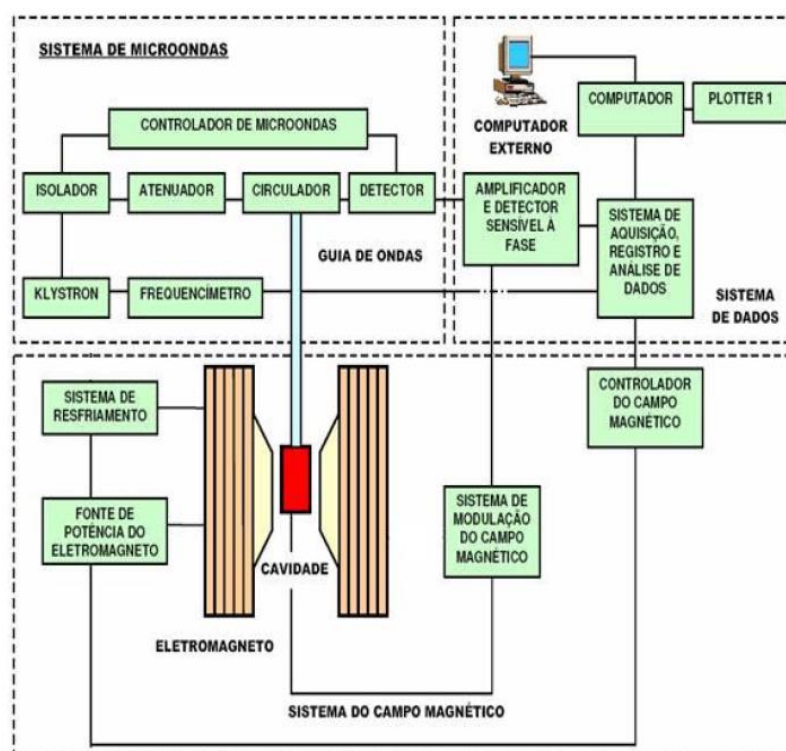 SISTEMA DE MICROONDAS
CONTROLADOR DE MICROONDAS
ISOLADOR
ATENUADOR
CIRCULADOR
DETECTOR
GUIA DE ONDAS
KLYSTRON
FREQUENCÍMETRO
COMPUTADOR
EXTERNO
COMPUTADOR
PLOTTER 1
AMPLIFICADOR
E DETECTOR
SENSÍVEL À
FASE
SISTEMA DE
AQUISIÇÃO,
REGISTRO E
ANÁLISE DE
DADOS
SISTEMA
DE DADOS
SISTEMA DE
RESFRIAMENTO
FONTE DE
POTÊNCIA DO
ELETROMAGNETO
CAVIDADE
ELETROMAGNETO
SISTEMA DE
MODULAÇÃO
DO CAMPO
MAGNÉTICO
CONTROLADOR
DO CAMPO
MAGNÉTICO
SISTEMA DO CAMPO MAGNÉTICO